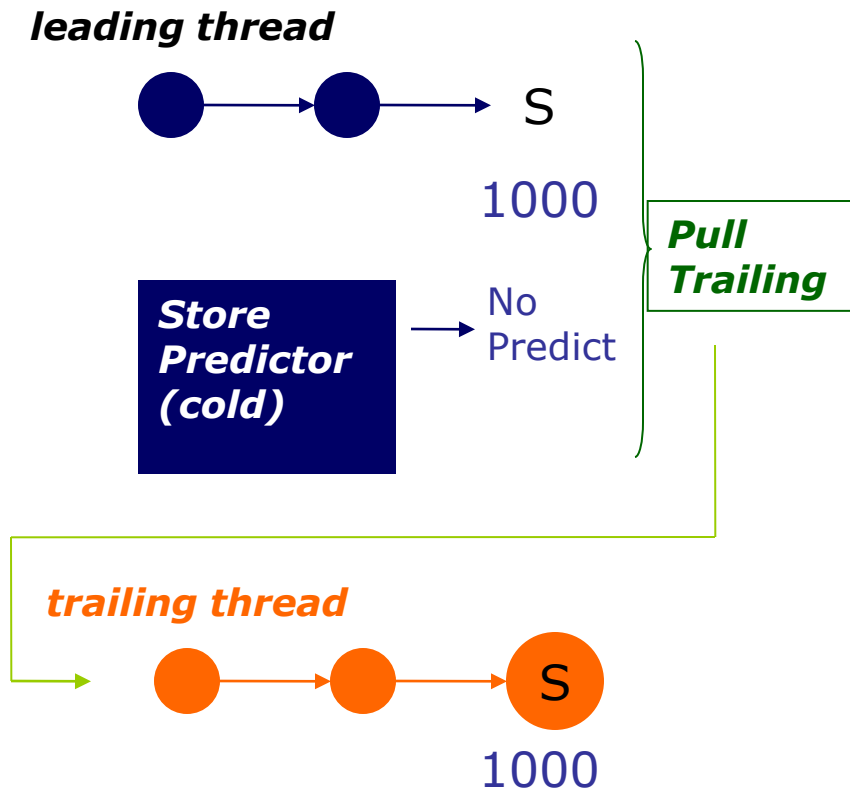 leading thread
S
1000
Pull
Trailing
Store
Predictor
(cold)
No
Predict
trailing thread
S
1000